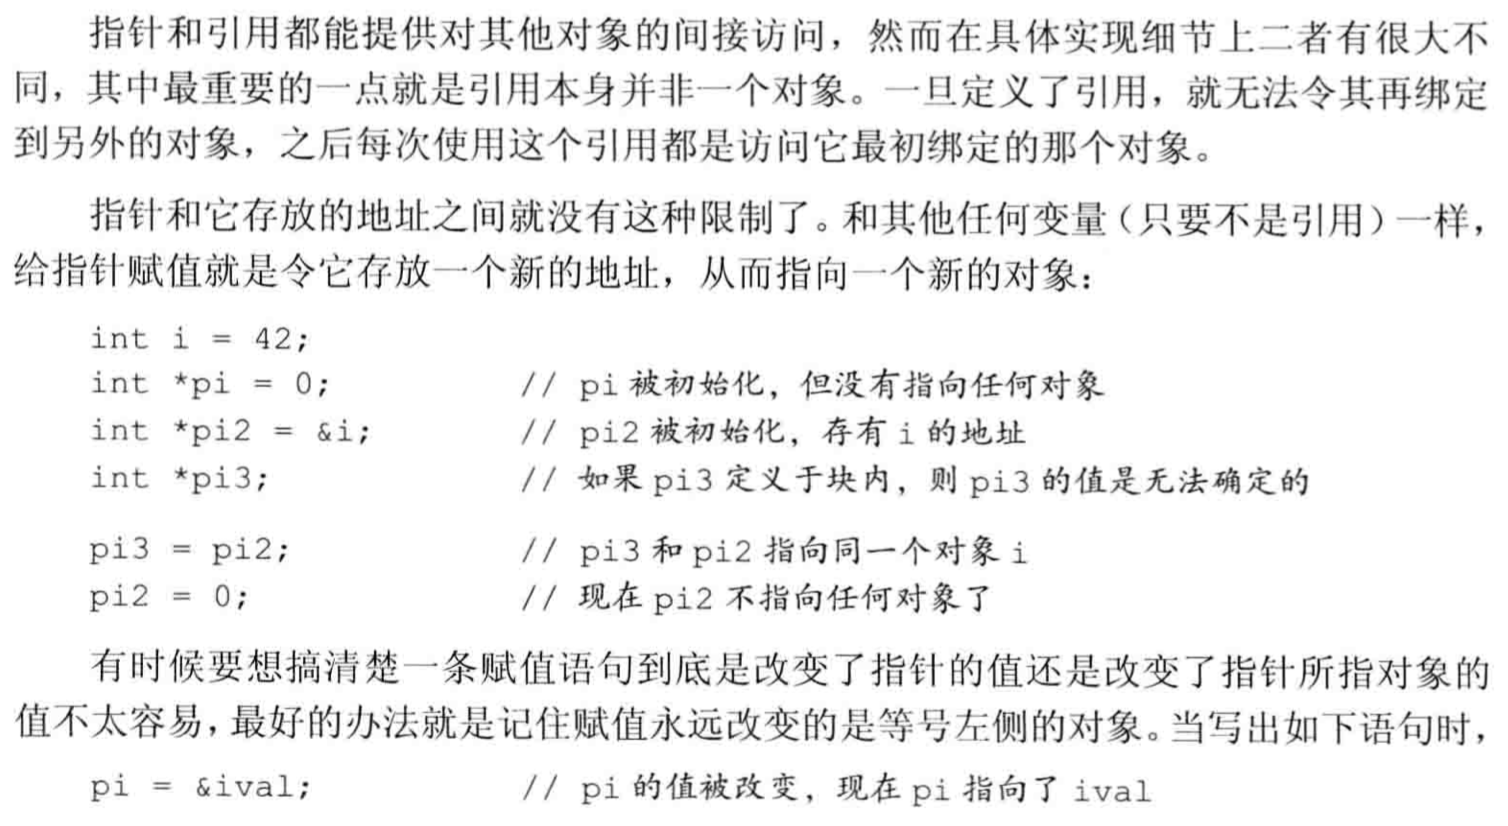 指针和引用都能提供对其他对象的间接访问，然而在具体实现细节上二者有很大不
同，其中最重要的一点就是引用本身并非一个对象。一旦定义了引用，就无法令其再绑定
到另外的对象，之后每次使用这个引用都是访问它最初绑定的那个对象。
指针和它存放的地址之间就没有这种限制了。和其他任何变量（只要不是引用）一样，
给指针赋值就是令它存放一个新的地址，从而指向一个新的对象：
int i = 42;
int *pi = 0; // pi 被初始化，但没有指向任何对象
int *pi2 = &i; // pi2 被初始化，存有 i 的地址
int *pi3; // 如果 pi3 定义于块内，则 pi3 的值是无法确定的
pi3 = pi2; // pi3 和 pi2 指向同一个对象 i
pi2 = 0; // 现在 pi2 不指向任何对象了
有时候要想搞清楚一条赋值语句到底是改变了指针的值还是改变了指针所指对象的
值不太容易，最好的办法就是记住赋值永远改变的是等号左侧的对象。当写出如下语句时，
pi = &ival; // pi 的值被改变，现在 pi 指向了 ival